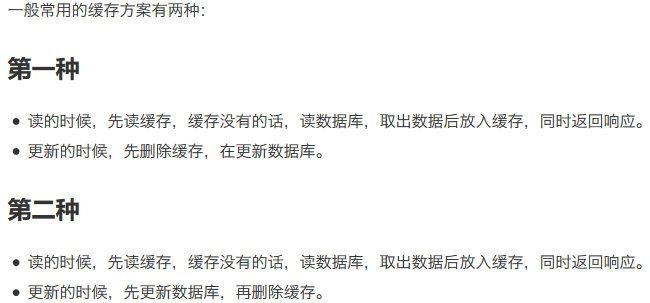 一般常用的缓存方案有两种：
第一种
● 读的时候，先读缓存，缓存没有的话，读数据库，取出数据后放入缓存，同时返回响应。
● 更新的时候，先删除缓存，在更新数据库。
第二种
● 读的时候，先读缓存，缓存没有的话，读数据库，取出数据后放入缓存，同时返回响应。
● 更新的时候，先更新数据库，再删除缓存。